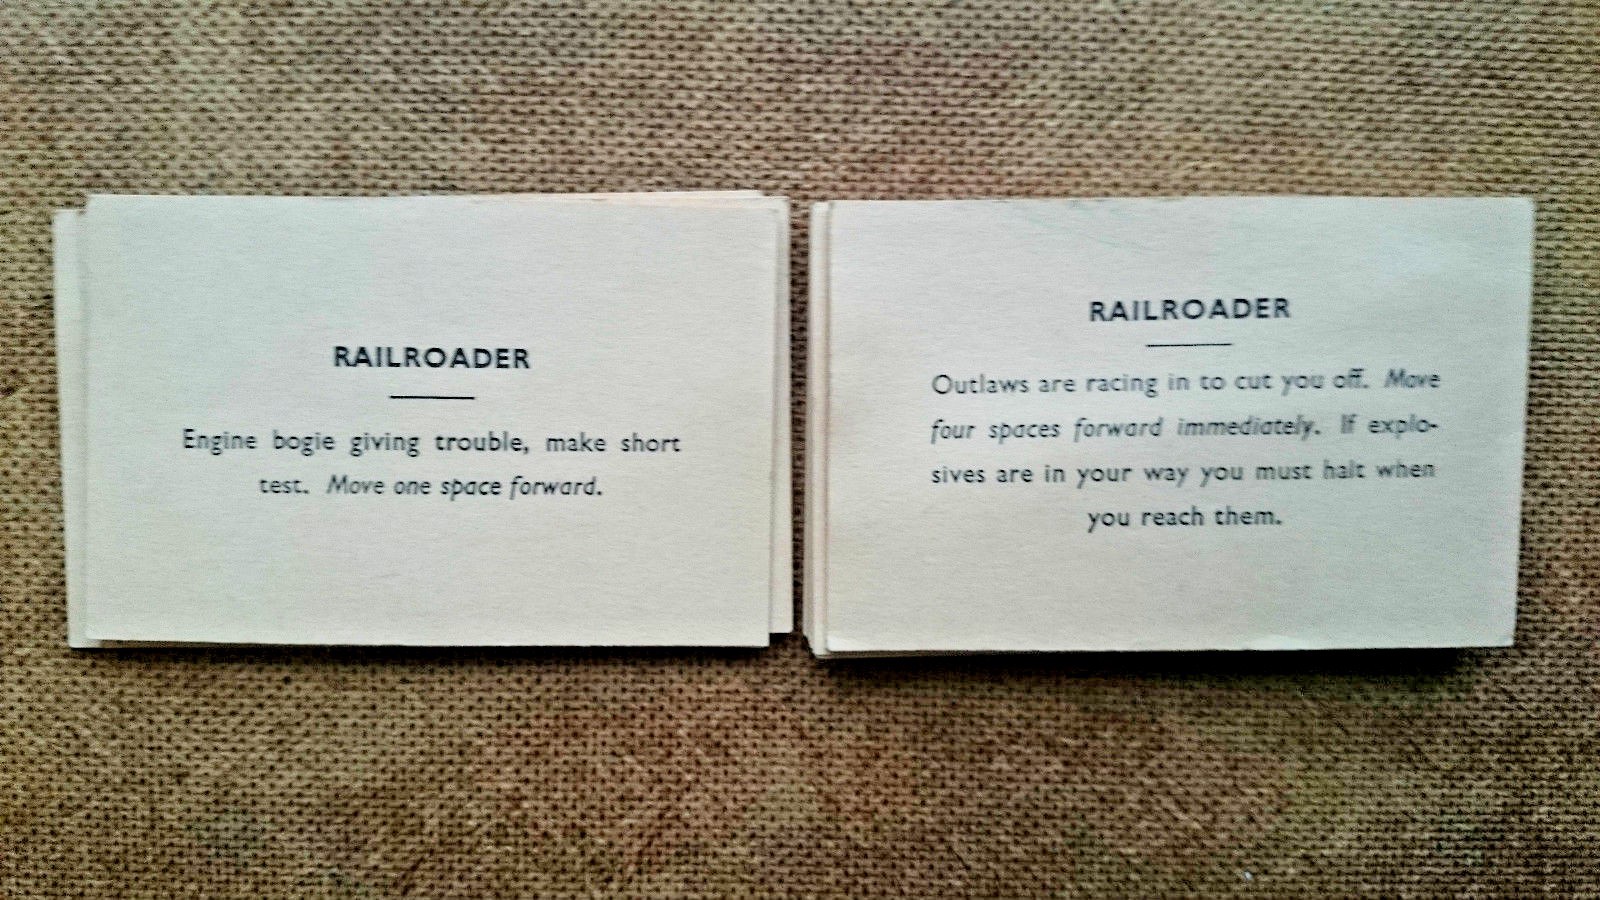 RAILROADER
Engine bogie giving trouble, make short
test. Move one space forward.
RAILROADER
Outlaws are racing in to cut you off. Move
four spaces forward immediately. If explo-
sives are in your way you must halt when
you reach them.